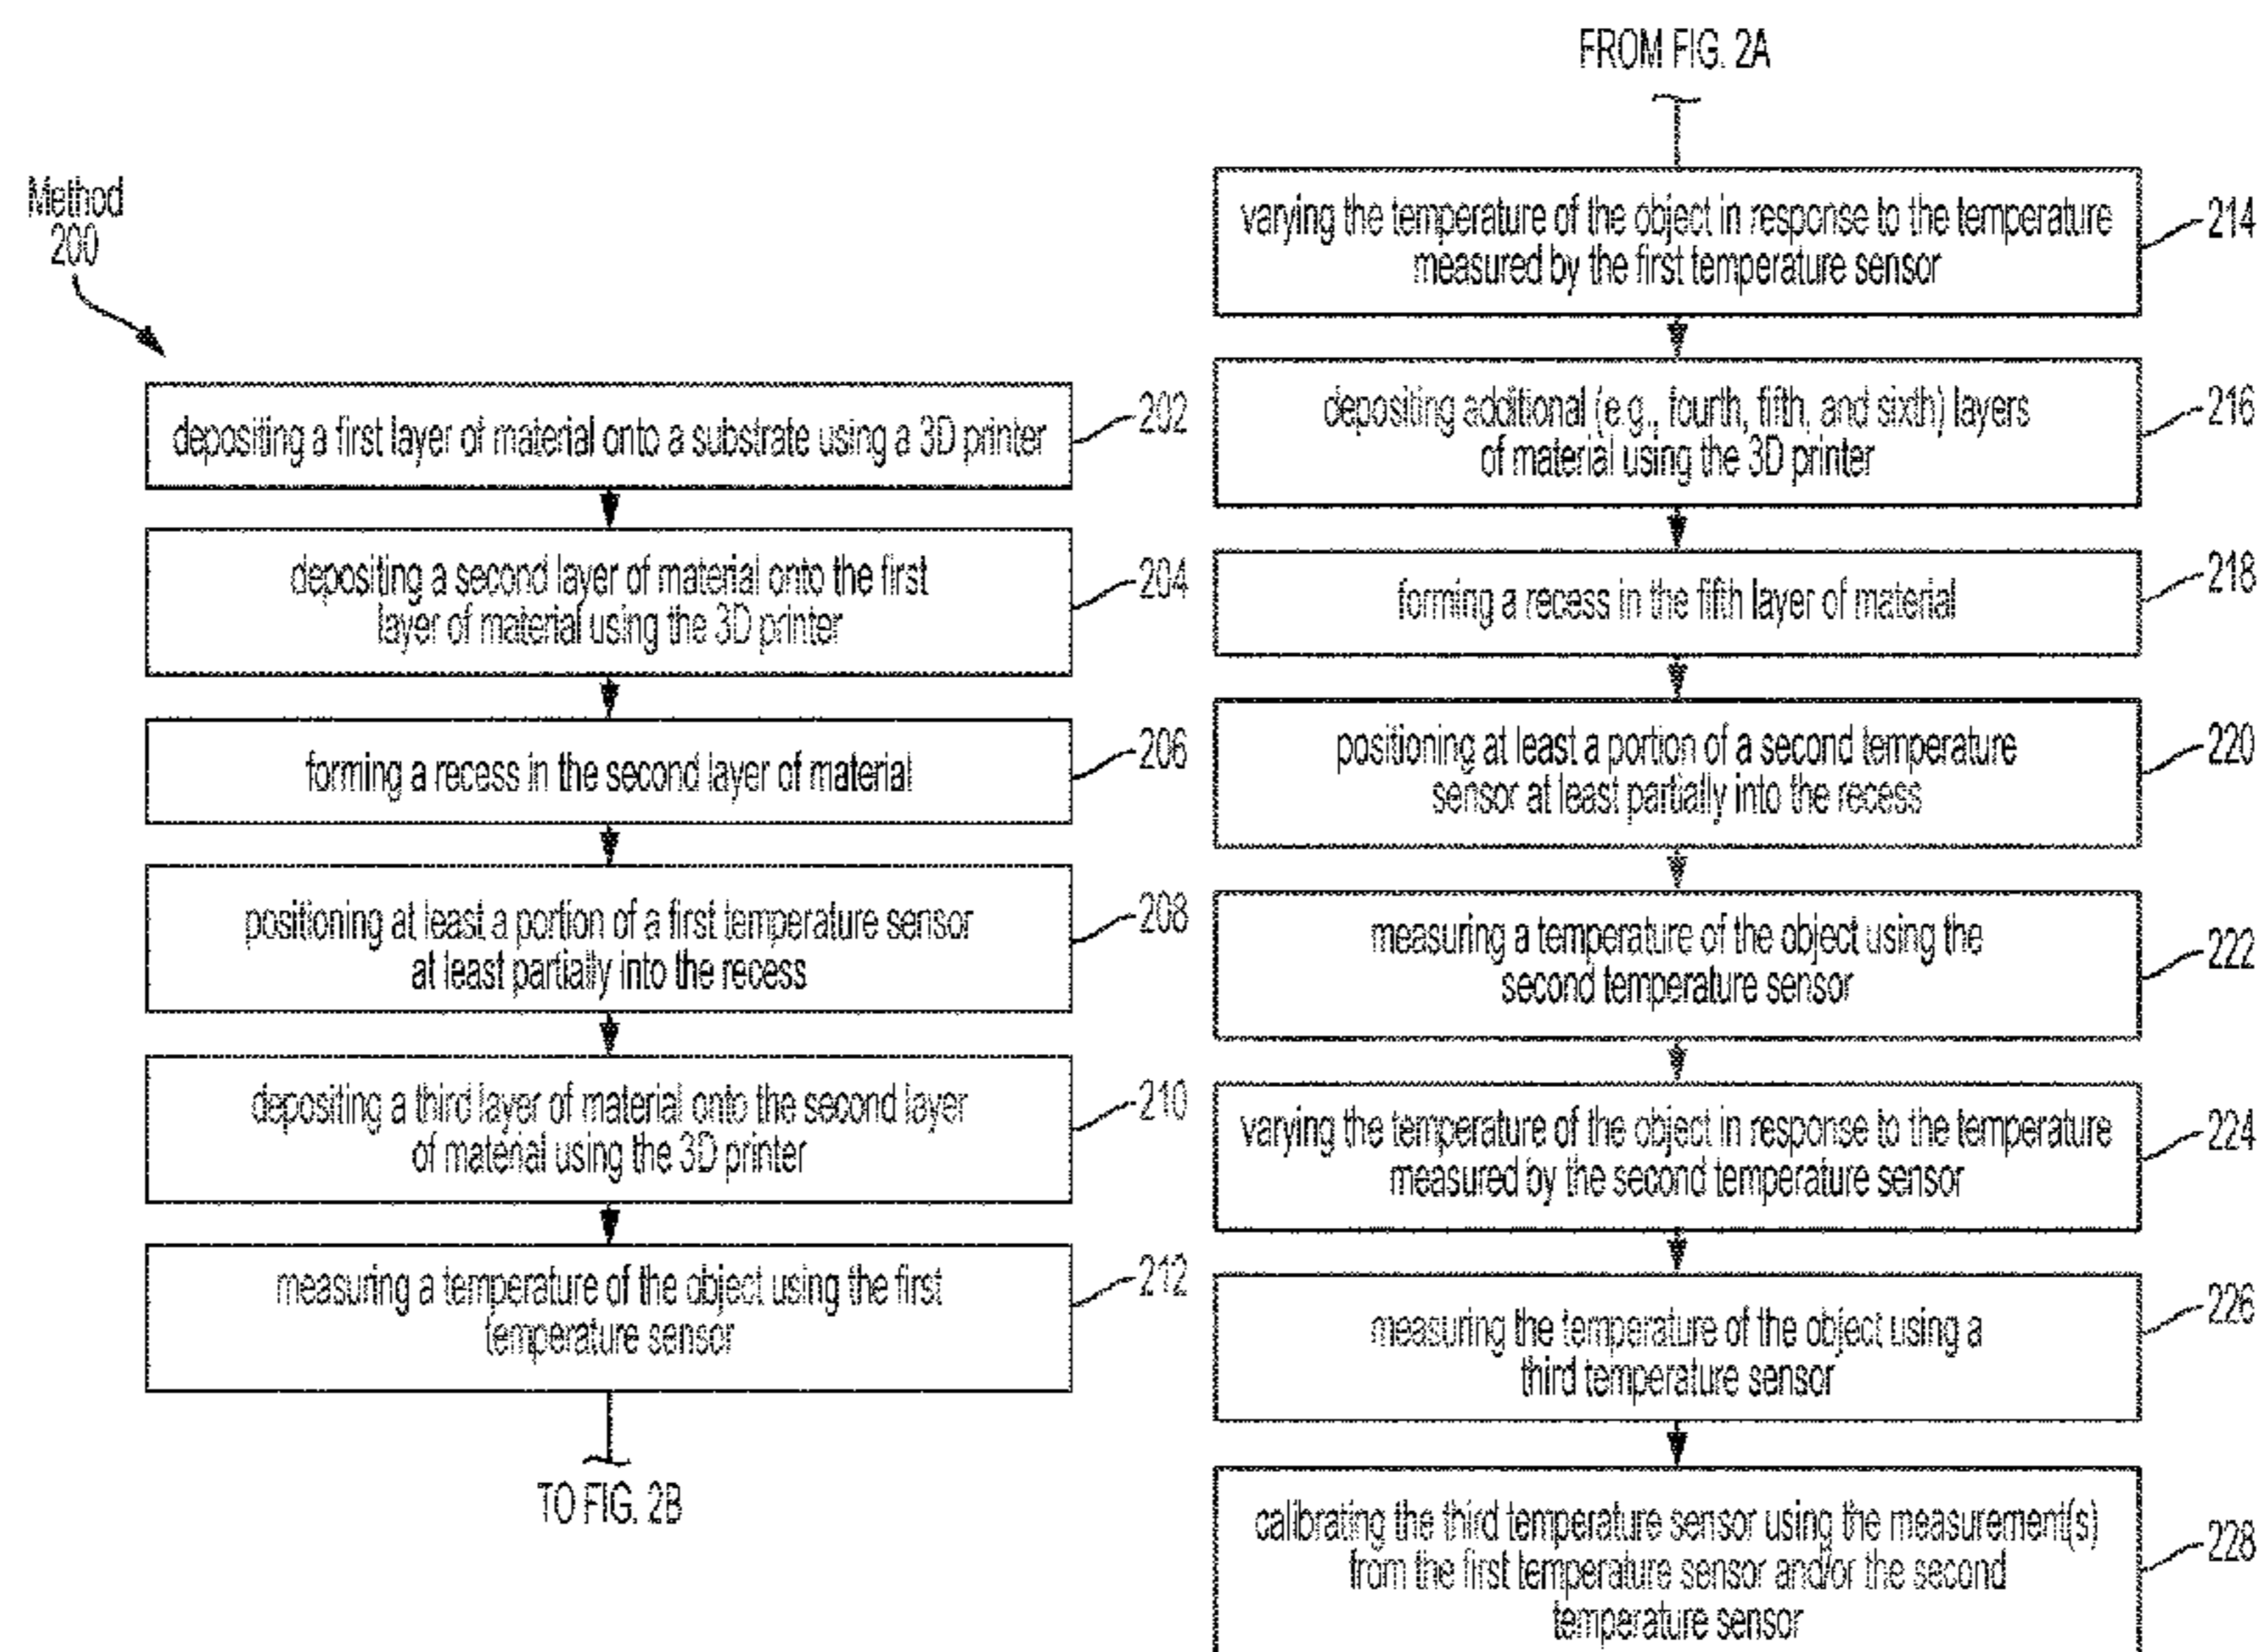 Method
200
depositing a first layer of material onto a substrate using a 3D printer
202
depositing a second layer of material onto the first
layer of material using the 3D printer
204
forming a recess in the second layer of material
206
positioning at least a portion of a first temperature sensor
at least partially into the recess
208
depositing a third layer of material onto the second layer
of material using the 3D printer
210
measuring a temperature of the object using the first
temperature sensor
212
TO FIG. 2B
FROM FIG. 2A
varying the temperature of the object in response to the temperature
measured by the first temperature sensor
214
depositing additional (e.g., fourth, fifth, and sixth) layers
of material using the 3D printer
216
forming a recess in the fifth layer of material
218
positioning at least a portion of a second temperature
sensor at least partially into the recess
220
measuring a temperature of the object using the
second temperature sensor
222
varying the temperature of the object in response to the temperature
measured by the second temperature sensor
224
measuring the temperature of the object using a
third temperature sensor
226
calibrating the third temperature sensor using the measurement(s)
from the first temperature sensor and/or the second
temperature sensor
228